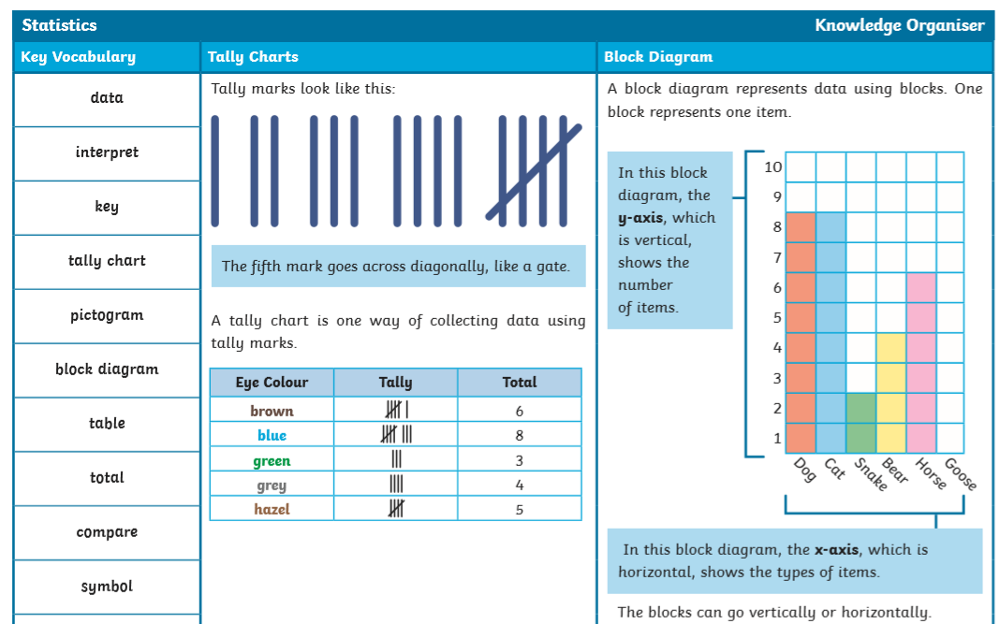 Statistics
Knowledge Organiser
Key Vocabulary
data
interpret
key
tally chart
pictogram
block diagram
table
total
compare
symbol
Tally Charts
Tally marks look like this:
The fifth mark goes across diagonally, like a gate.
A tally chart is one way of collecting data using
tally marks.
Eye Colour Tally Total
brown 6
blue 8
green 3
grey 4
hazel 5
Block Diagram
A block diagram represents data using blocks. One
block represents one item.
In this block
diagram, the
y-axis, which
is vertical,
shows the
number
of items.
10
9
8
7
6
5
4
3
2
1
Dog Cat Snake Bear Horse Goose
In this block diagram, the x-axis, which is
horizontal, shows the types of items.
The blocks can go vertically or horizontally.